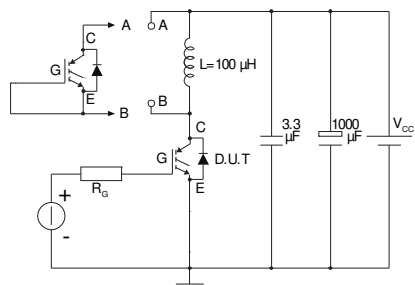 A
A
C
G
E
B
B
L=100 µH
C
G
D.U.T
E
R_G
+
-
3.3
µF
1000
µF
V_CC